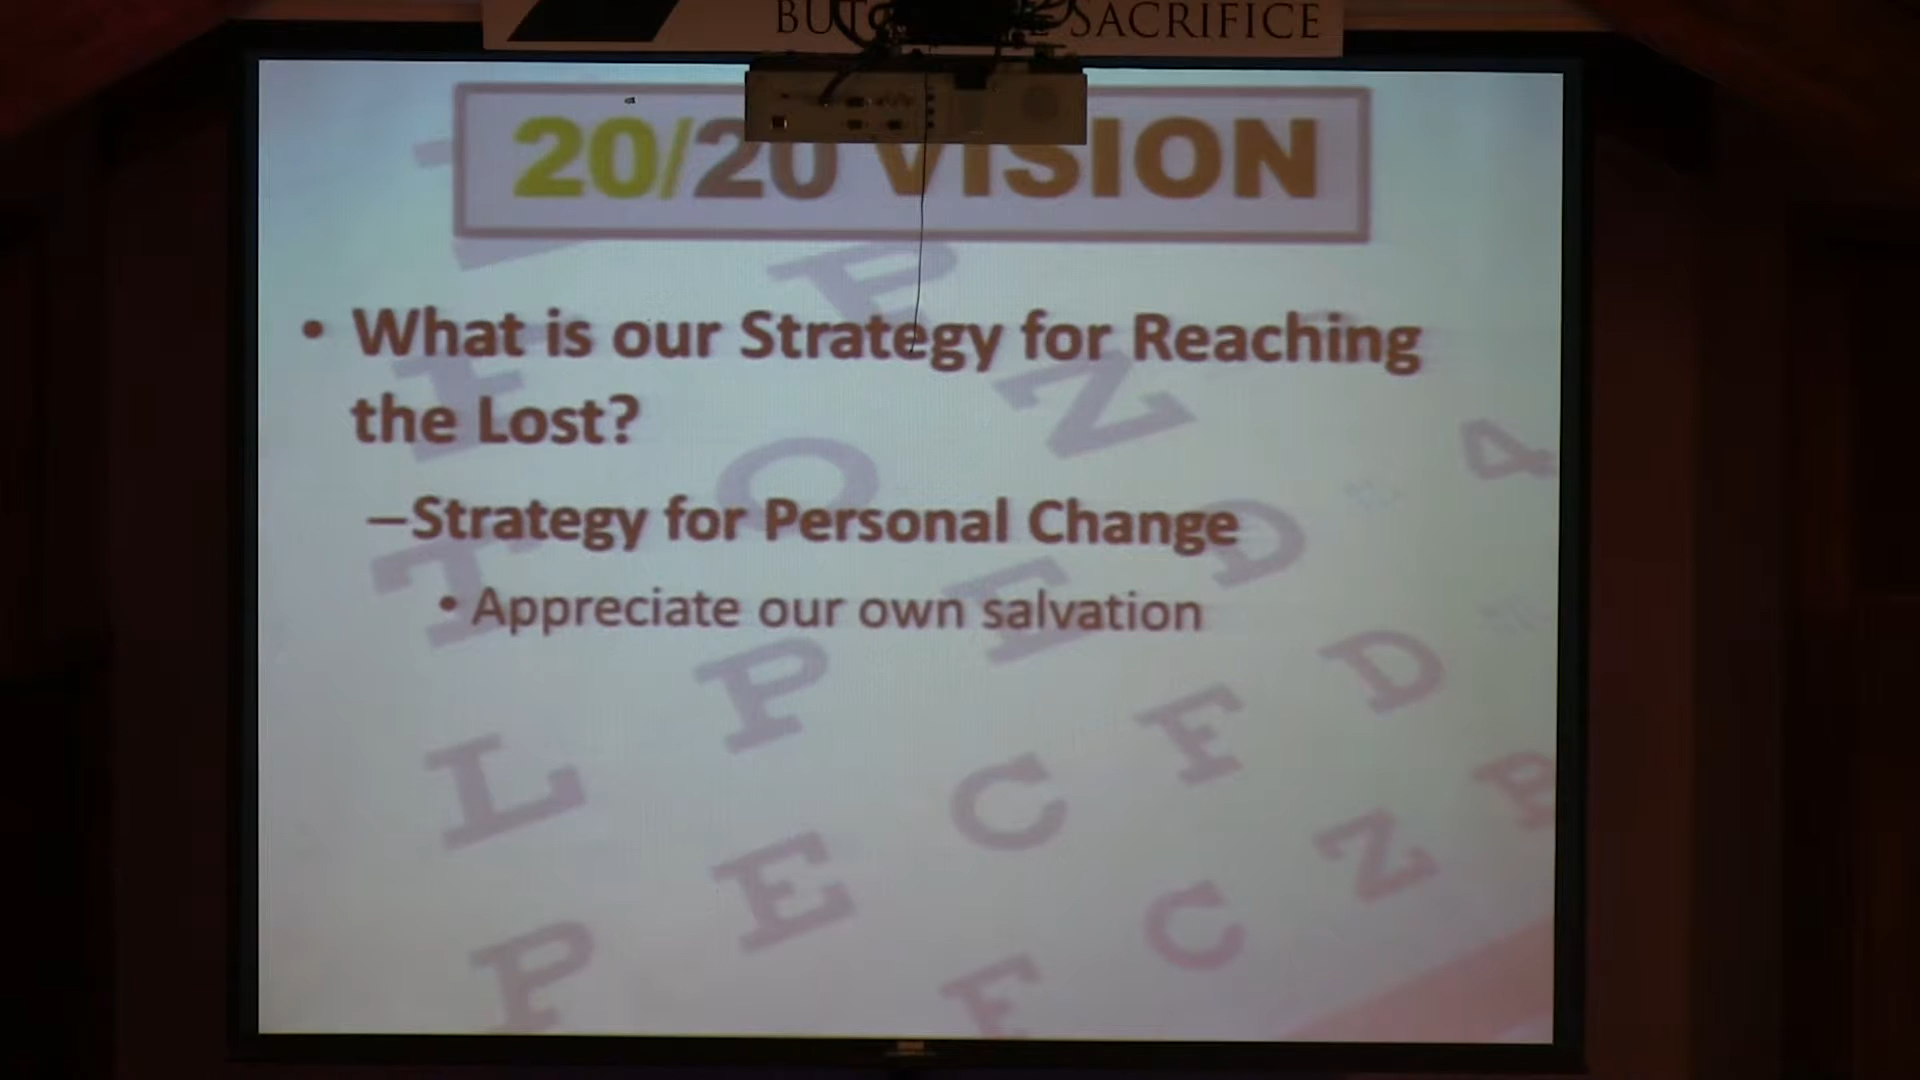 BUT SACRIFICE
20/20 VISION
• What is our Strategy for Reaching
the Lost?
–Strategy for Personal Change
• Appreciate our own salvation